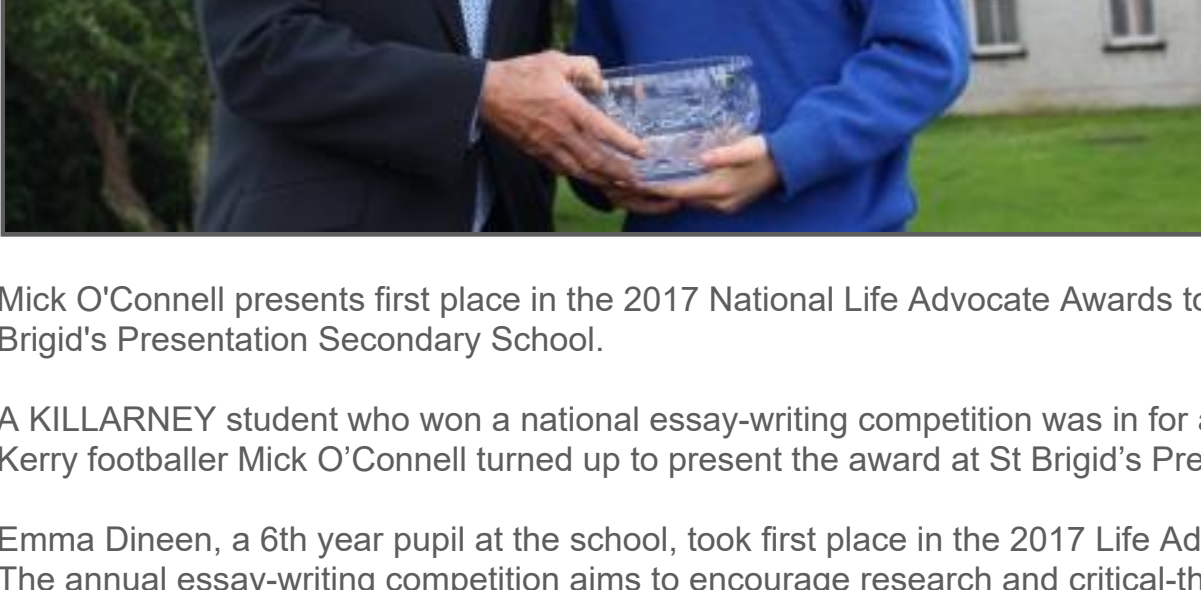 Mick O'Connell presents first place in the 2017 National Life Advocate Awards to
Brigid's Presentation Secondary School.
A KILLARNEY student who won a national essay-writing competition was in for a
Kerry footballer Mick O’Connell turned up to present the award at St Brigid’s Pre
Emma Dineen, a 6th year pupil at the school, took first place in the 2017 Life Ad
The annual essay-writing competition aims to encourage research and critical-th